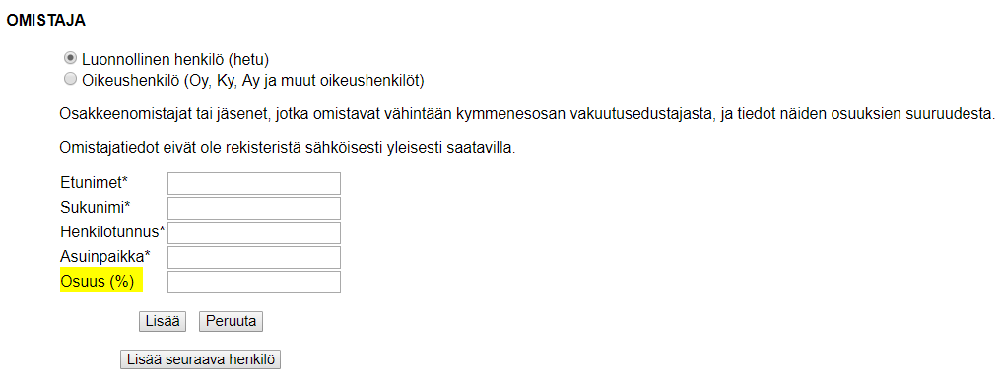 OMISTAJA
Luonnollinen henkilö (hetu)
Oikeushenkilö (Oy, Ky, Ay ja muut oikeushenkilöt)
Osakkeenomistajat tai jäsenet, jotka omistavat vähintään kymmenesosan vakuutusedustajasta, ja tiedot näiden osuuksien suuruudesta.
Omistajatiedot eivät ole rekisteristä sähköisesti yleisesti saatavilla.
Etunimet*
Sukunimi*
Henkilötunnus*
Asuinpaikka*
Osuus (%)
Lisää Peruuta
Lisää seuraava henkilö